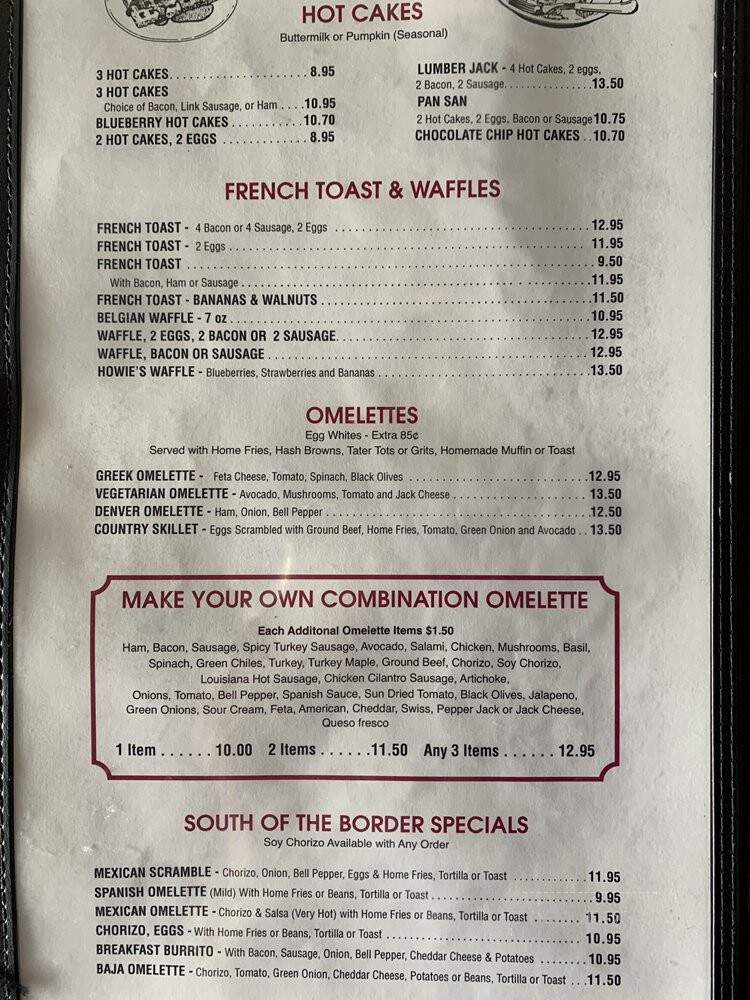 HOT CAKES
Buttermilk or Pumpkin (Seasonal)
3 HOT CAKES. . . . . . . . . . . . . . . . . . . . 8.95
3 HOT CAKES
Choice of Bacon, Link Sausage, or Ham . . . .10.95
BLUEBERRY HOT CAKES . . . . . . . . . . .10.70
2 HOT CAKES, 2 EGGS . . . . . . . . . . . . 8.95
LUMBER JACK - 4 Hot Cakes, 2 eggs,
2 Bacon, 2 Sausage. . . . . . . . . . . . . . .13.50
PAN SAN
2 Hot Cakes, 2 Eggs, Bacon or Sausage10.75
CHOCOLATE CHIP HOT CAKES . .10.70
FRENCH TOAST & WAFFLES
FRENCH TOAST - 4 Bacon or 4 Sausage, 2 Eggs . . . . . . . . . . 12.95
FRENCH TOAST - 2 Eggs . . . . . . . . . . 11.95
FRENCH TOAST . . . . . . . . . . 9.50
With Bacon, Ham or Sausage . . . . . . . . . .11.95
FRENCH TOAST - BANANAS & WALNUTS . . . . . . . . . .11.50
BELGIAN WAFFLE - 7 oz . . . . . . . . . . 10.95
WAFFLE, 2 EGGS, 2 BACON OR 2 SAUSAGE. . . . . . . . . . 12.95
WAFFLE, BACON OR SAUSAGE . . . . . . . . . . 12.95
HOWIE'S WAFFLE - Blueberries, Strawberries and Bananas . . . . . . . . . .13.50
OMELETTES
Egg Whites - Extra 85¢
Served with Home Fries, Hash Browns, Tater Tots or Grits, Homemade Muffin or Toast
GREEK OMELETTE - Feta Cheese, Tomato, Spinach, Black Olives . . . . . . . . . .12.95
VEGETARIAN OMELETTE - Avocado, Mushrooms, Tomato and Jack Cheese . . . . . . . . . . 13.50
DENVER OMELETTE - Ham, Onion, Bell Pepper . . . . . . . . . .12.50
COUNTRY SKILLET - Eggs Scrambled with Ground Beef, Home Fries, Tomato, Green Onion and Avocado . . 13.50
MAKE YOUR OWN COMBINATION OMELETTE
Each Additonal Omelette Items $1.50
Ham, Bacon, Sausage, Spicy Turkey Sausage, Avocado, Salami, Chicken, Mushrooms, Basil,
Spinach, Green Chiles, Turkey, Turkey Maple, Ground Beef, Chorizo, Soy Chorizo,
Louisiana Hot Sausage, Chicken Cilantro Sausage, Artichoke,
Onions, Tomato, Bell Pepper, Spanish Sauce, Sun Dried Tomato, Black Olives, Jalapeno,
Green Onions, Sour Cream, Feta, American, Cheddar, Swiss, Pepper Jack or Jack Cheese,
Queso fresco
1 Item . . . . . . 10.00 2 Items . . . . . .11.50 Any 3 Items . . . . . . 12.95
SOUTH OF THE BORDER SPECIALS
Soy Chorizo Available with Any Order
MEXICAN SCRAMBLE - Chorizo, Onion, Bell Pepper, Eggs & Home Fries, Tortilla or Toast . . . . . . . . . . . .11.95
SPANISH OMELETTE (Mild) With Home Fries or Beans, Tortilla or Toast . . . . . . . . . . 9.95
MEXICAN OMELETTE - Chorizo & Salsa (Very Hot) with Home Fries or Beans, Tortilla or Toast . . . . . . . . 11.50
CHORIZO, EGGS - With Home Fries or Beans, Tortilla or Toast . . . . . . . . . . 10.95
BREAKFAST BURRITO - With Bacon, Sausage, Onion, Bell Pepper, Cheddar Cheese & Potatoes . . . . . . . . 10.95
BAJA OMELETTE - Chorizo, Tomato, Green Onion, Cheddar Cheese, Potatoes or Beans, Tortilla or Toast . . .11.50